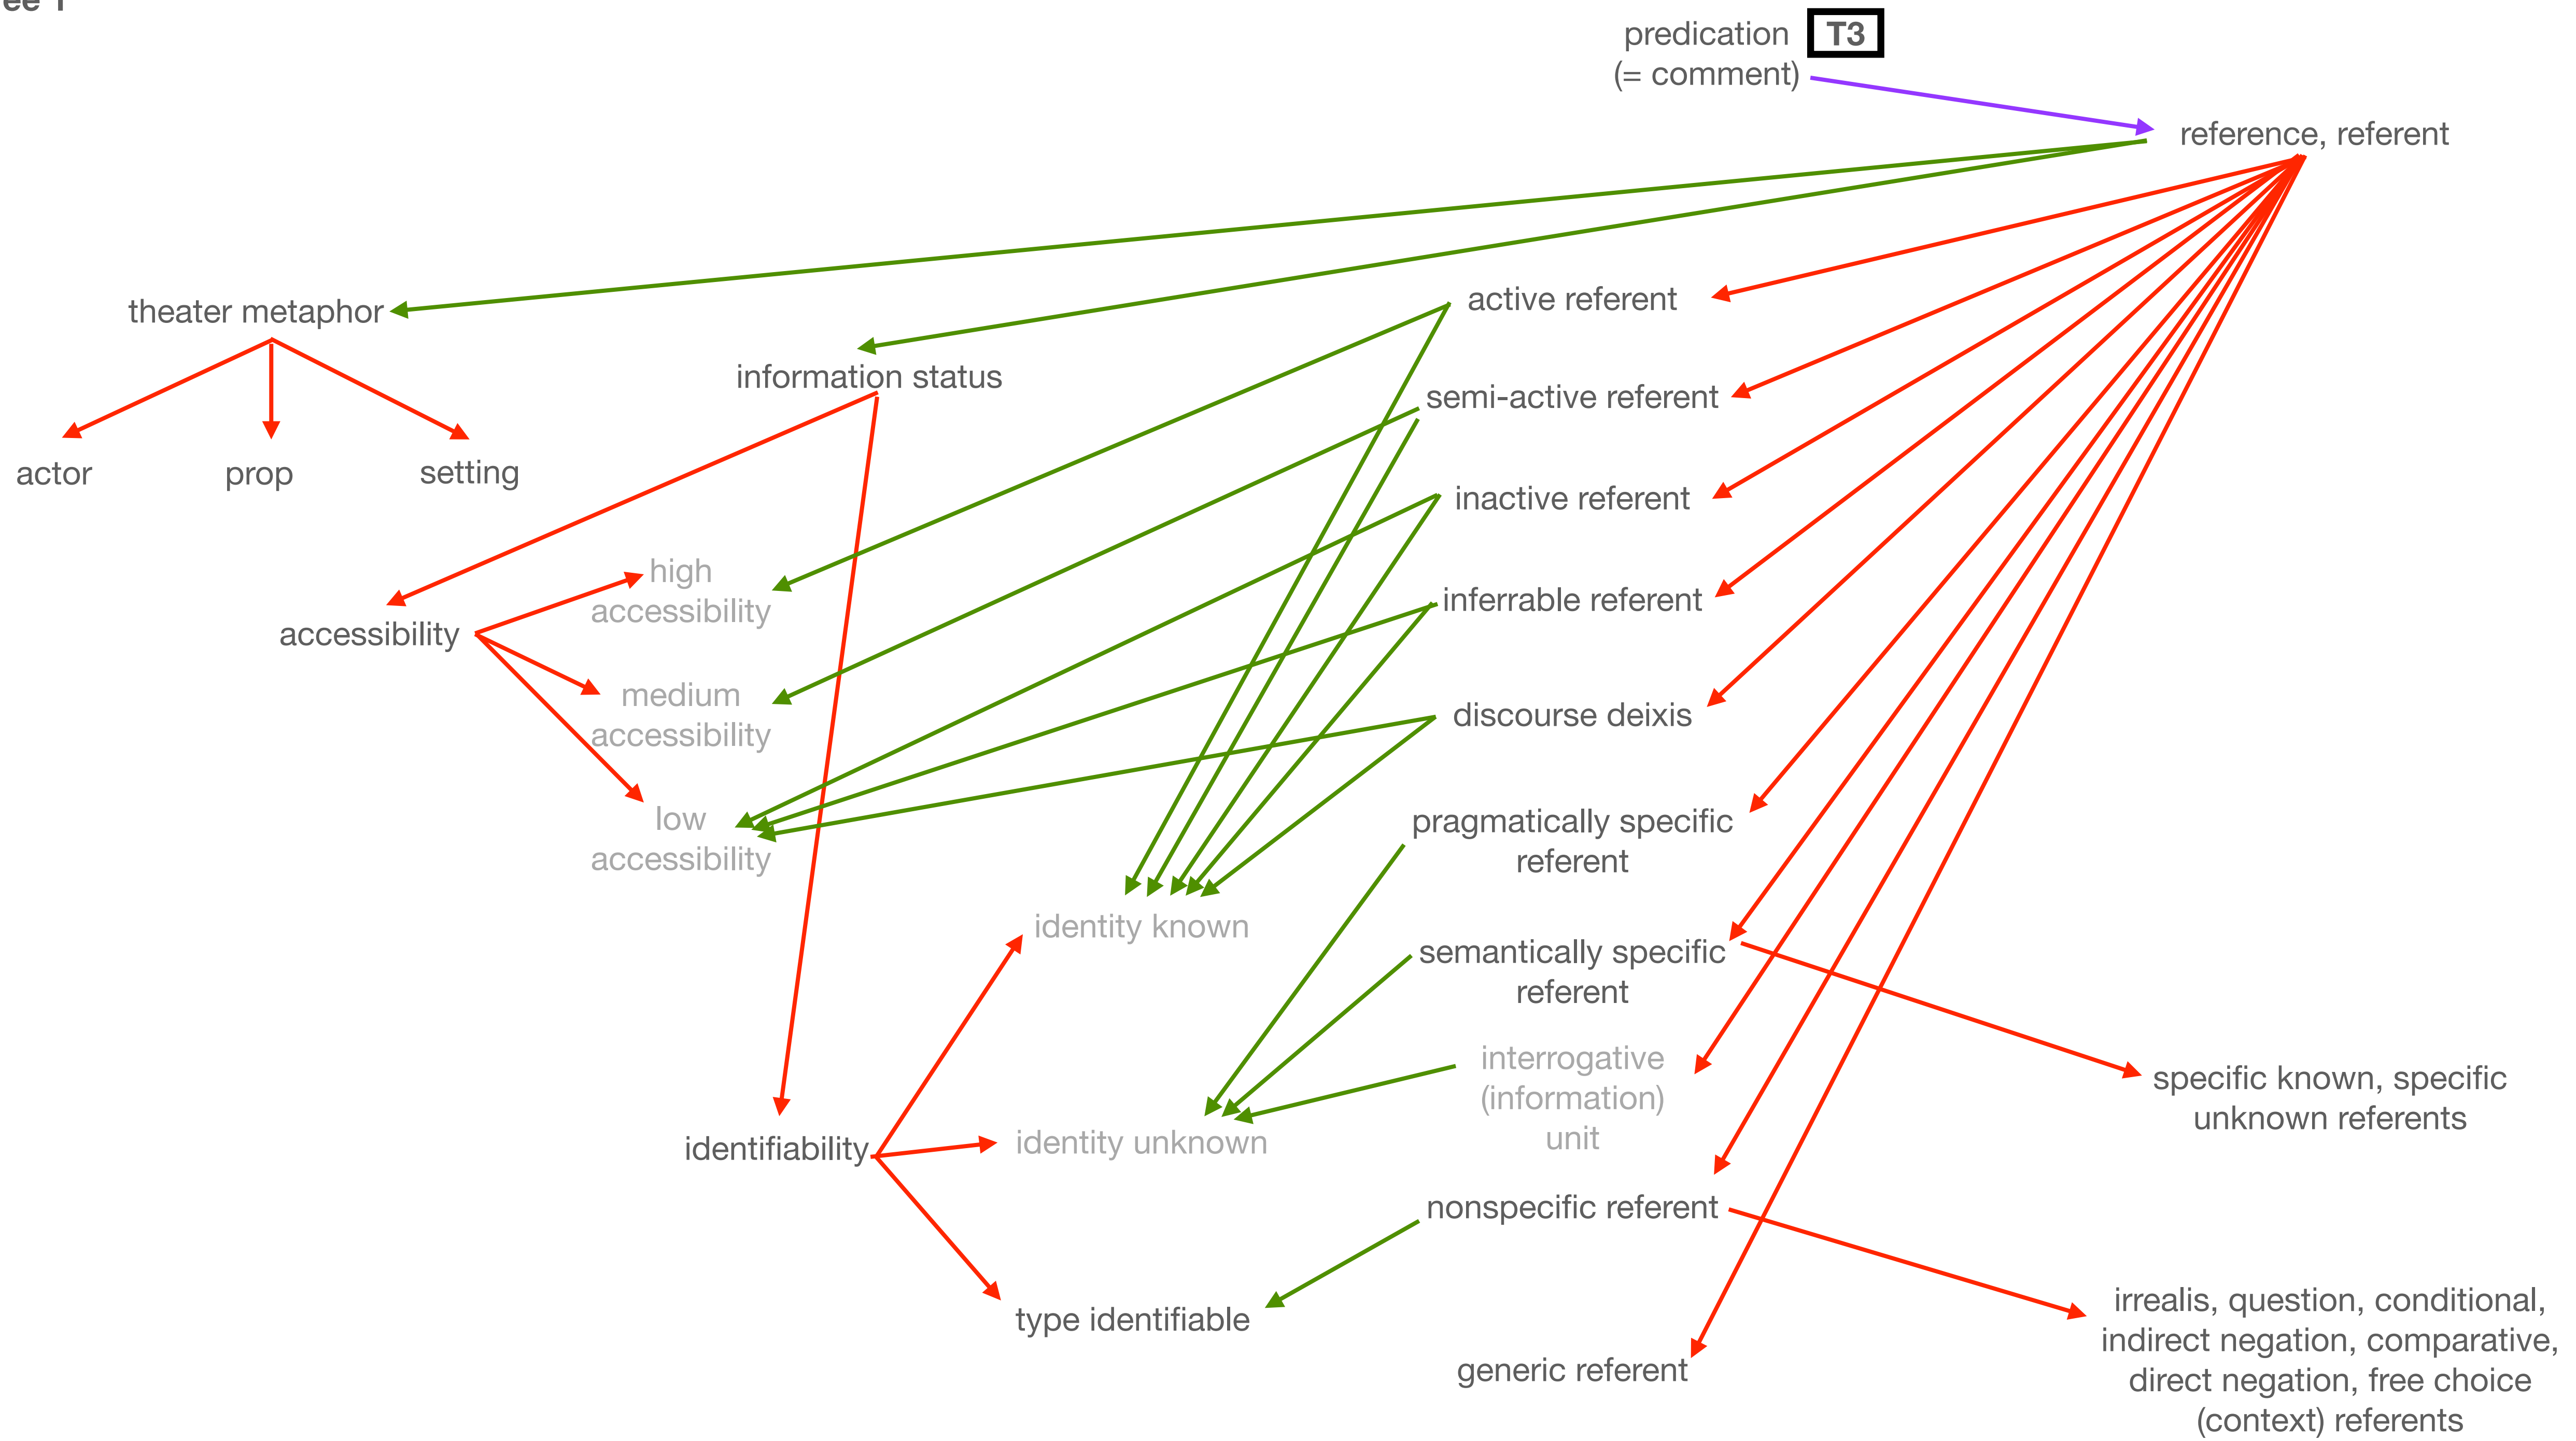 predication
(= comment)
T3
reference, referent
theater metaphor
actor
prop
setting
information status
accessibility
high
accessibility
medium
accessibility
low
accessibility
identifiability
identity known
identity unknown
type identifiable
active referent
semi-active referent
inactive referent
inferrable referent
discourse deixis
pragmatically specific
referent
semantically specific
referent
interrogative
(information)
unit
nonspecific referent
generic referent
specific known, specific
unknown referents
irrealis, question, conditional,
indirect negation, comparative,
direct negation, free choice
(context) referents